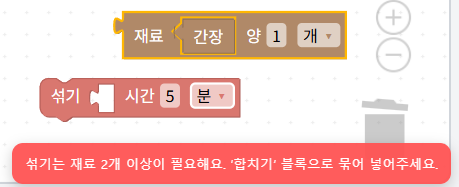 재료 간장 양 1 개
섞기 시간 5 분
섞기는 재료 2개 이상이 필요해요. '합치기' 블록으로 묶어 넣어주세요.